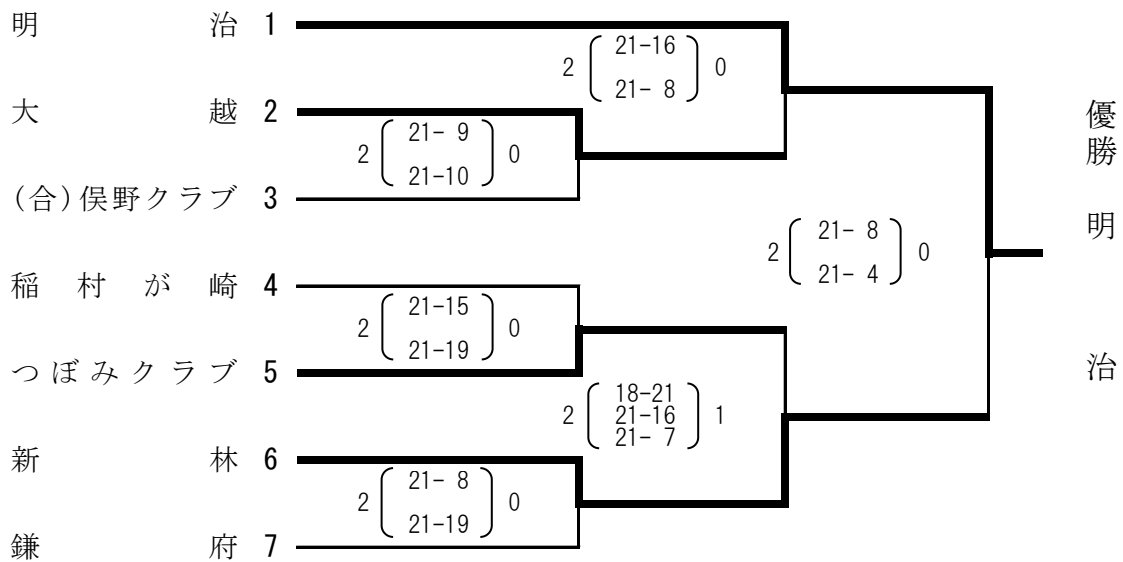 明治 1
2 21-16 0
21- 8
大越 2
2 21- 9 0
21-10
(合)俣野クラブ 3
2 21- 8 0
21- 4
稲村が崎 4
2 21-15 0
21-19
つぼみクラブ 5
18-21
2 21-16 1
21- 7
新林 6
2 21- 8 0
21-19
鎌府 7
優勝 明治